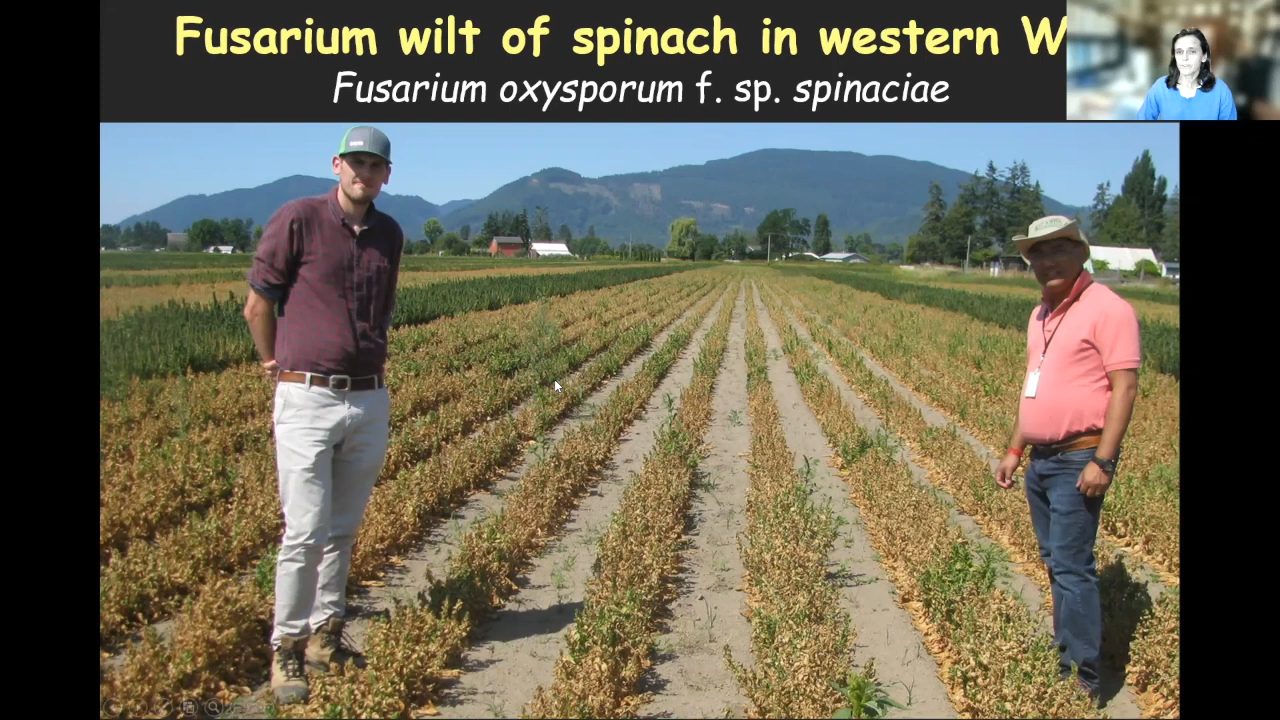 Fusarium wilt of spinach in western W
Fusarium oxysporum f. sp. spinaciae